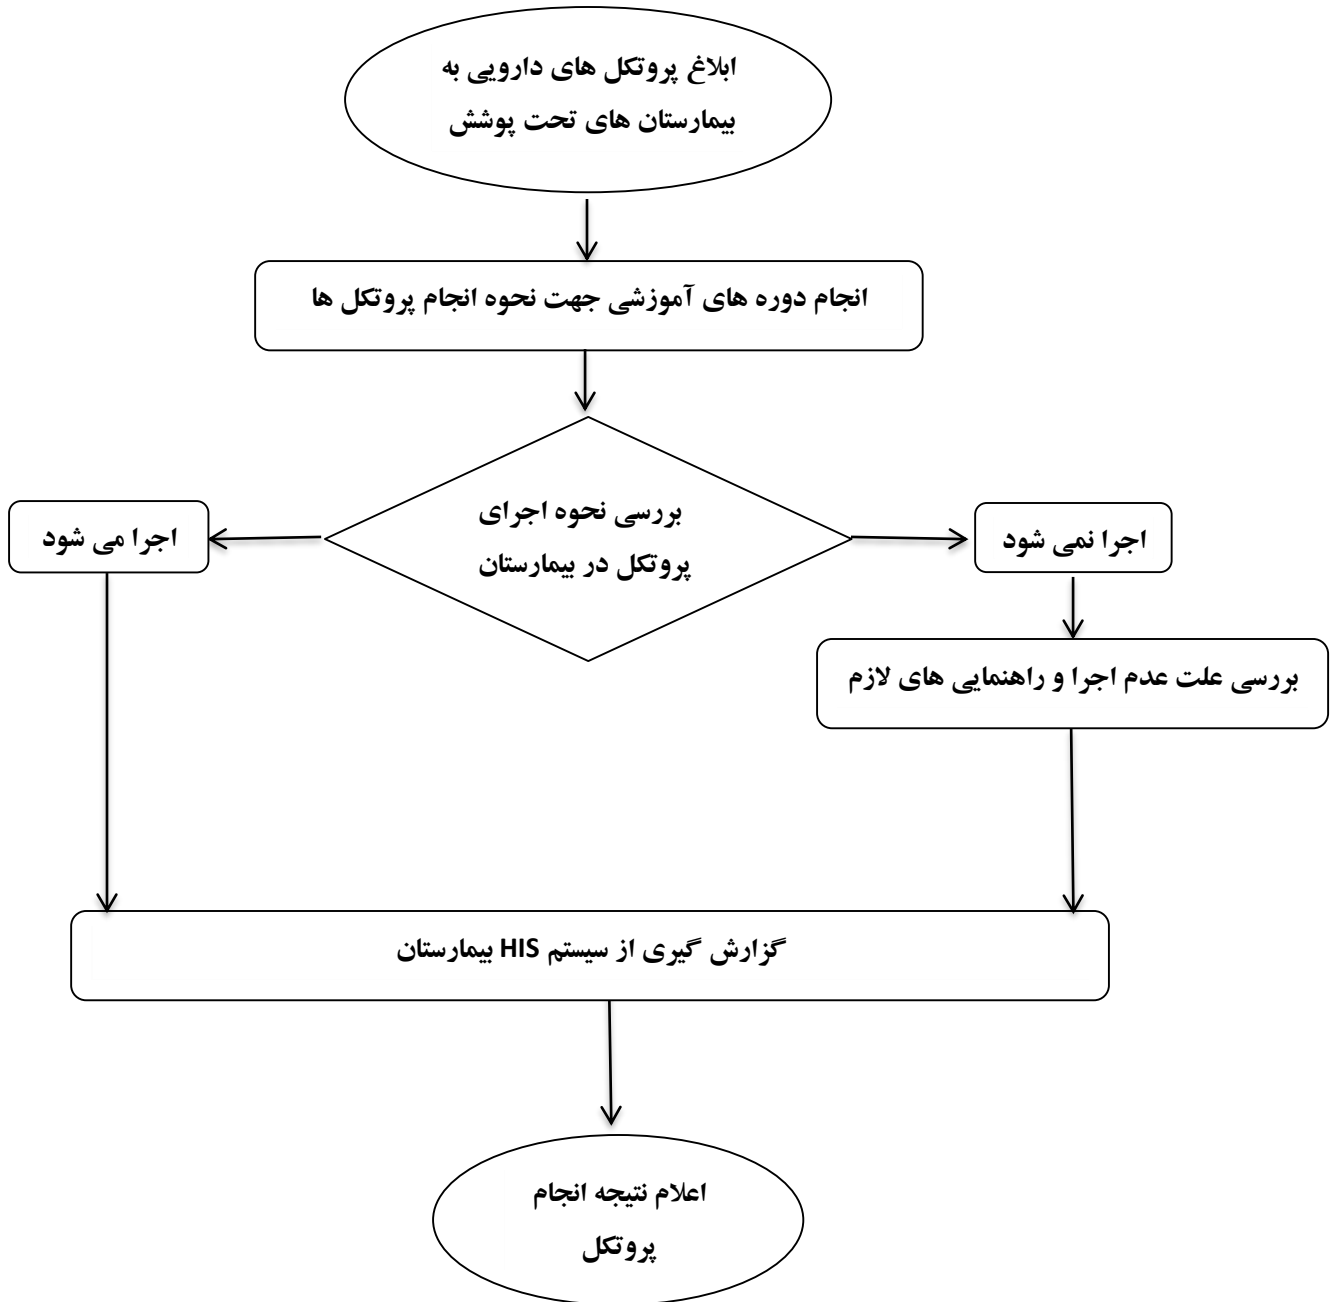 ابلاغ پروتکل های دارویی به
بیمارستان های تحت پوشش
انجام دوره های آموزشی جهت نحوه انجام پروتکل ها
بررسی نحوه اجرای
پروتکل در بیمارستان
اجرا نمی شود
اجرا می شود
بررسی علت عدم اجرا و راهنمایی های لازم
گزارش گیری از سیستم HIS بیمارستان
اعلام نتیجه انجام
پروتکل